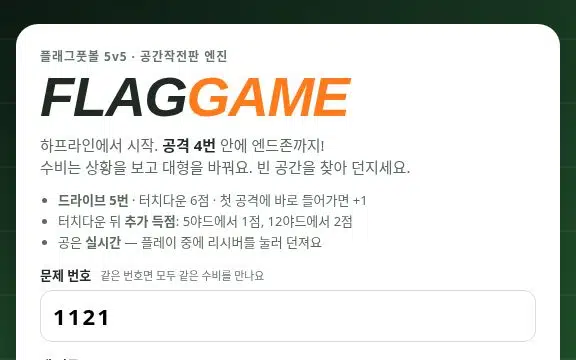 플래그풋볼 5v5 · 공간작전판 엔진
FLAGGAME
하프라인에서 시작. 공격 4번 안에 엔드존까지!
수비는 상황을 보고 대형을 바꿔요. 빈 공간을 찾아 던지세요.
• 드라이브 5번 · 터치다운 6점 · 첫 공격에 바로 들어가면 +1
• 터치다운 뒤 추가 득점: 5야드에서 1점, 12야드에서 2점
• 공은 실시간 — 플레이 중에 리시버를 눌러 던져요
문제 번호 같은 번호면 모두 같은 수비를 만나요
1121